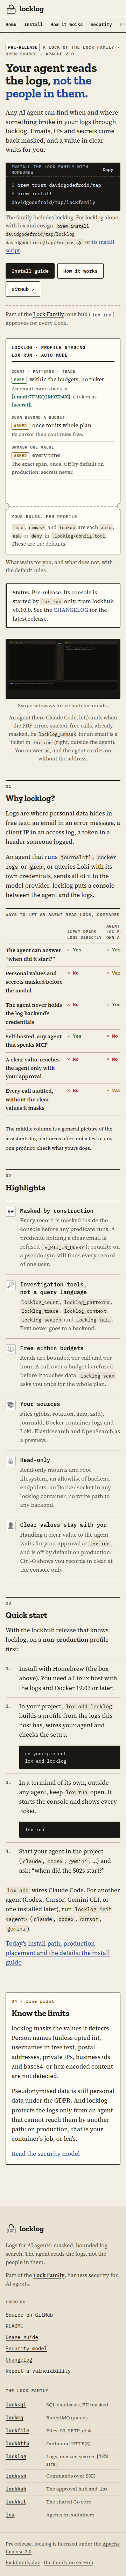 locklog
Home Install How it works Security
PRE-RELEASE A LOCK OF THE LOCK FAMILY ·
OPEN SOURCE · APACHE 2.0
Your agent reads
the logs, not the
people in them.
Any AI agent can find when and where
something broke in your logs through
locklog. Emails, IPs and secrets come
back masked, and a value in clear
waits for you.
INSTALL THE LOCK FAMILY WITH
HOMEBREW
Copy
$ brew trust davidgodefroid/tap
$ brew install
davidgodefroid/tap/lockfamily
The family includes locklog. For locklog alone,
with lox and cosign: brew install
davidgodefroid/tap/locklog
davidgodefroid/tap/lox cosign or its install
script.
Install guide
How it works
GitHub ↗
Part of the Lock Family: one hub ( lox run )
approves for every Lock.
LOCKLOG · PROFILE STAGING
LOX RUN · AUTO MODE
COUNT · PATTERNS · TRACE
FREE within the budgets, no ticket
An email comes back as
[email:7F3KQ2M9XD4A], a token as
[secret].
SCAN BEYOND A BUDGET
ASKED once for its whole plan
Its cursor then continues free.
UNMASK ONE VALUE
ASKED every time
The exact span, once. Off by default on
production; secrets never.
YOUR RULES, PER PROFILE
read , unmask and lookup are each auto ,
ask or deny in .locklog/config.toml .
These are the defaults.
What waits for you, and what does not, with
the default rules.
Status. Pre-release. Its console is
started by lox run only, from lockhub
v0.10.0. See the CHANGELOG for the
latest release.
Swipe sideways to see both terminals.
An agent (here Claude Code, left) finds when
the PDF errors started: free calls, already
masked. Its locklog_unmask is a question
in lox run (right, outside the agent).
You answer n , and the agent carries on
without the address.
01
Why locklog?
Logs are where personal data hides in
free text: an email in an error message, a
client IP in an access log, a token in a
header someone logged.
An agent that runs journalctl , docker
logs or grep , or queries Loki with its
own credentials, sends all of it to the
model provider. locklog puts a console
between the agent and the logs.
WAYS TO LET AN AGENT READ LOGS, COMPARED
AGENT READS
LOGS DIRECTLY
The agent can answer
“when did it start?” ✓ Yes ✓ Yes
Personal values and
secrets masked before
the model
× No
The agent never holds
the log backend’s
credentials
× No ✓ Yes
Self-hosted, any agent
that speaks MCP
✓ Yes × No
A clear value reaches
the agent only with
your approval
× No × No
Every call audited,
without the clear
values it masks
× No
The middle column is a general picture of the
assistants log platforms offer, not a test of any
one product: check what yours does.
02
Highlights
Masked by construction
Every record is masked inside the
console before any predicate runs. A
predicate holding a clear value is
refused ( E_PII_IN_QUERY ); equality on
a pseudonym still finds every record
of one user.
Investigation tools,
not a query language
locklog_count , locklog_patterns ,
locklog_trace , locklog_context ,
locklog_search and locklog_tail .
Text never goes to a backend.
Free within budgets
Reads are bounded per call and per
hour. A call over a budget is refused
before it touches data; locklog_scan
asks you once for the whole plan.
Your sources
Files (globs, rotation, gzip, zstd),
journald, Docker container logs and
Loki. Elasticsearch and OpenSearch as
a preview.
Read-only
Read-only mounts and root
filesystem, an allowlist of backend
endpoints, no Docker socket in any
log container, no write path to any
backend.
Clear values stay with you
Handing a clear value to the agent
always waits for your approval at lox
run , and is off by default on production.
Ctrl-O shows you records in clear
at the console only.
03
Quick start
With the lockhub release that knows
locklog, on a non-production profile
first:
1. Install with Homebrew (the box
above). You need a Linux host with
the logs and Docker 19.03 or later.
2. In your project, lox add locklog
builds a profile from the logs this
host has, wires your agent and
checks the setup.
cd your-project
lox add locklog
3. In a terminal of its own, outside
any agent, keep lox run open. It
starts the console and shows every
ticket.
lox run
4. Start your agent in the project
( claude , codex , gemini , …) and
ask: “when did the 502s start?”
lox add wires Claude Code. For another
agent (Codex, Cursor, Gemini CLI, or
one installed later), run locklog init
<agent> ( claude , codex , cursor ,
gemini ).
Today’s install path, production
placement and the details: the install
guide
04 · Fine print
Know the limits
locklog masks the values it detects.
Person names (unless opted in),
usernames in free text, postal
addresses, private IPs, business ids
and base64- or hex-encoded content
are not detected.
Pseudonymised data is still personal
data under the GDPR. And locklog
protects the logs only from an agent
that cannot reach them another way:
that is your container’s job, or lea’s.
Read the security model
locklog
Logs for AI agents: masked, bounded log
search. The agent reads the logs, not the
people in them.
Part of the Lock Family, keyturn security for
AI agents.
LOCKLOG
Source on GitHub
README
Usage guide
Security model
Changelog
Report a vulnerability
THE LOCK FAMILY
locksql SQL databases, PII masked
lockmq RabbitMQ queues
lockfile Files: S3, SFTP, disk
lockhttp Outbound HTTP(S)
locklog Logs, masked search THIS
SITE
lockssh Commands over SSH
lockhub The approval hub and lox
lockkit The shared Go core
lea Agents in containers
Pre-release. locklog is licensed under the Apache
License 2.0.
lockfamily.dev · the family on GitHub